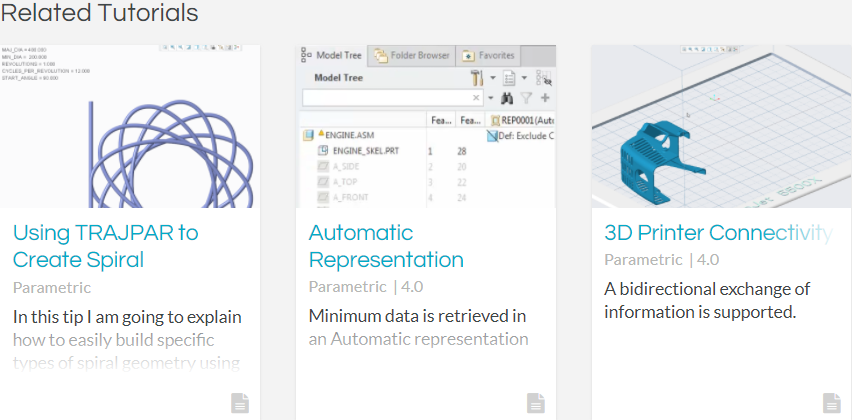 Related Tutorials
MAJ_DIA = 400.000
MIN_DIA = 200.000
REVOLUTIONS = 1.000
CYCLES_PER_REVOLUTION = 12.000
START_ANGLE = 90.000
Using TRAJPAR to
Create Spiral
Parametric
In this tip I am going to explain
how to easily build specific
types of spiral geometry using
Model Tree Folder Browser Favorites
Model Tree
Fea... Fea... REP0001(Auto
ENGINE.ASM Def: Exclude C
ENGINE_SKEL.PRT 1 28
A_SIDE 2 20
A_TOP 3 22
A_FRONT 4 24
Automatic
Representation
Parametric | 4.0
Minimum data is retrieved in
an Automatic representation
3D Printer Connectivity
Parametric | 4.0
A bidirectional exchange of
information is supported.